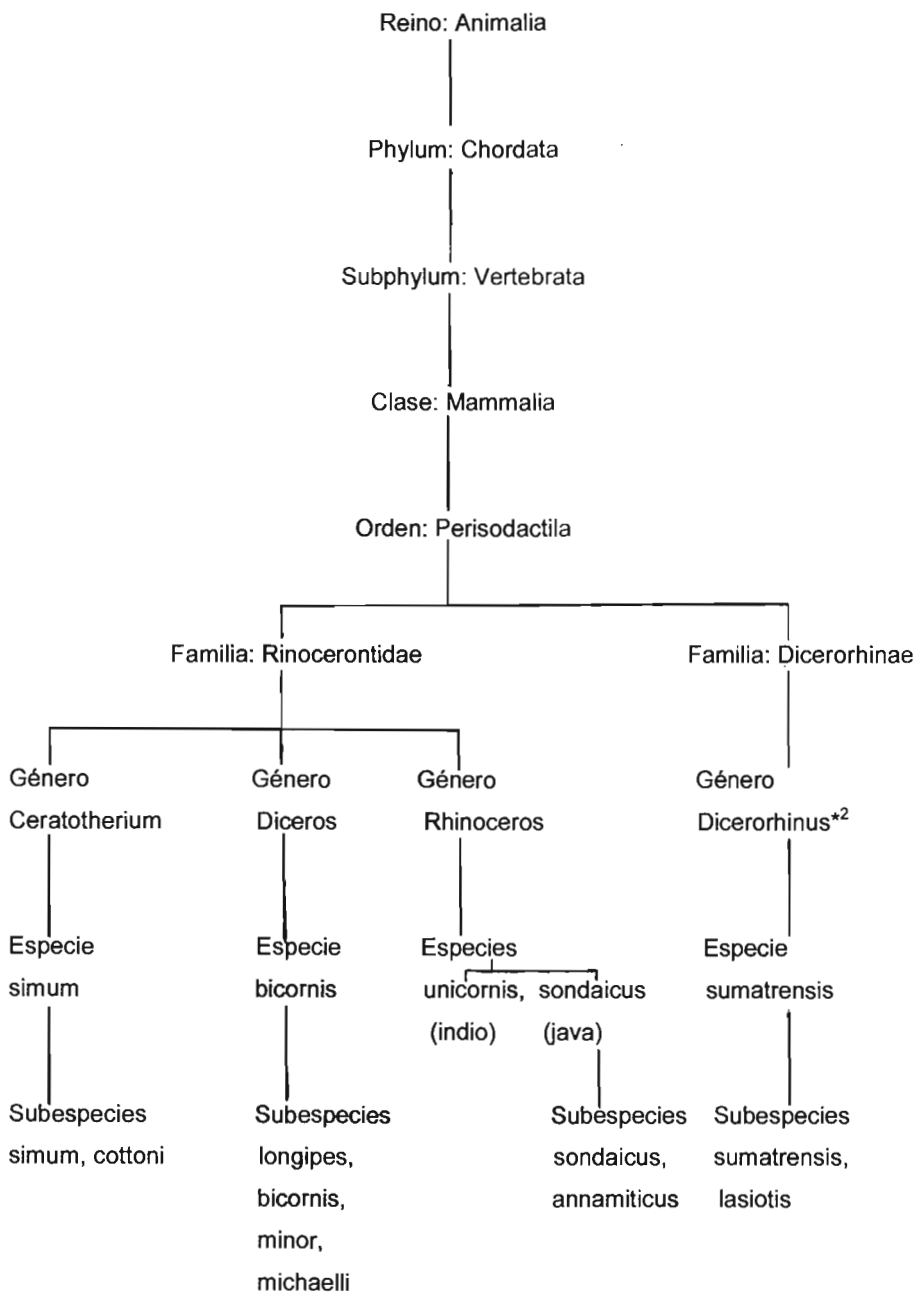 Reino: Animalia
Phylum: Chordata
Subphylum: Vertebrata
Clase: Mammalia
Orden: Perisodactila
Familia: Rinocerontidae
Familia: Dicerorhinae
Género
Ceratotherium
Género
Diceros
Género
Rhinoceros
Género
Dicerorhinus*²
Especie
simum
Especie
bicornis
Especies
unicornis, sondaicus
(indio) (java)
Especie
sumatrensis
Subespecies
simum, cottoni
Subespecies
longipes,
bicornis,
minor,
michaelli
Subespecies
sondaicus,
annamiticus
Subespecies
sumatrensis,
lasiotis